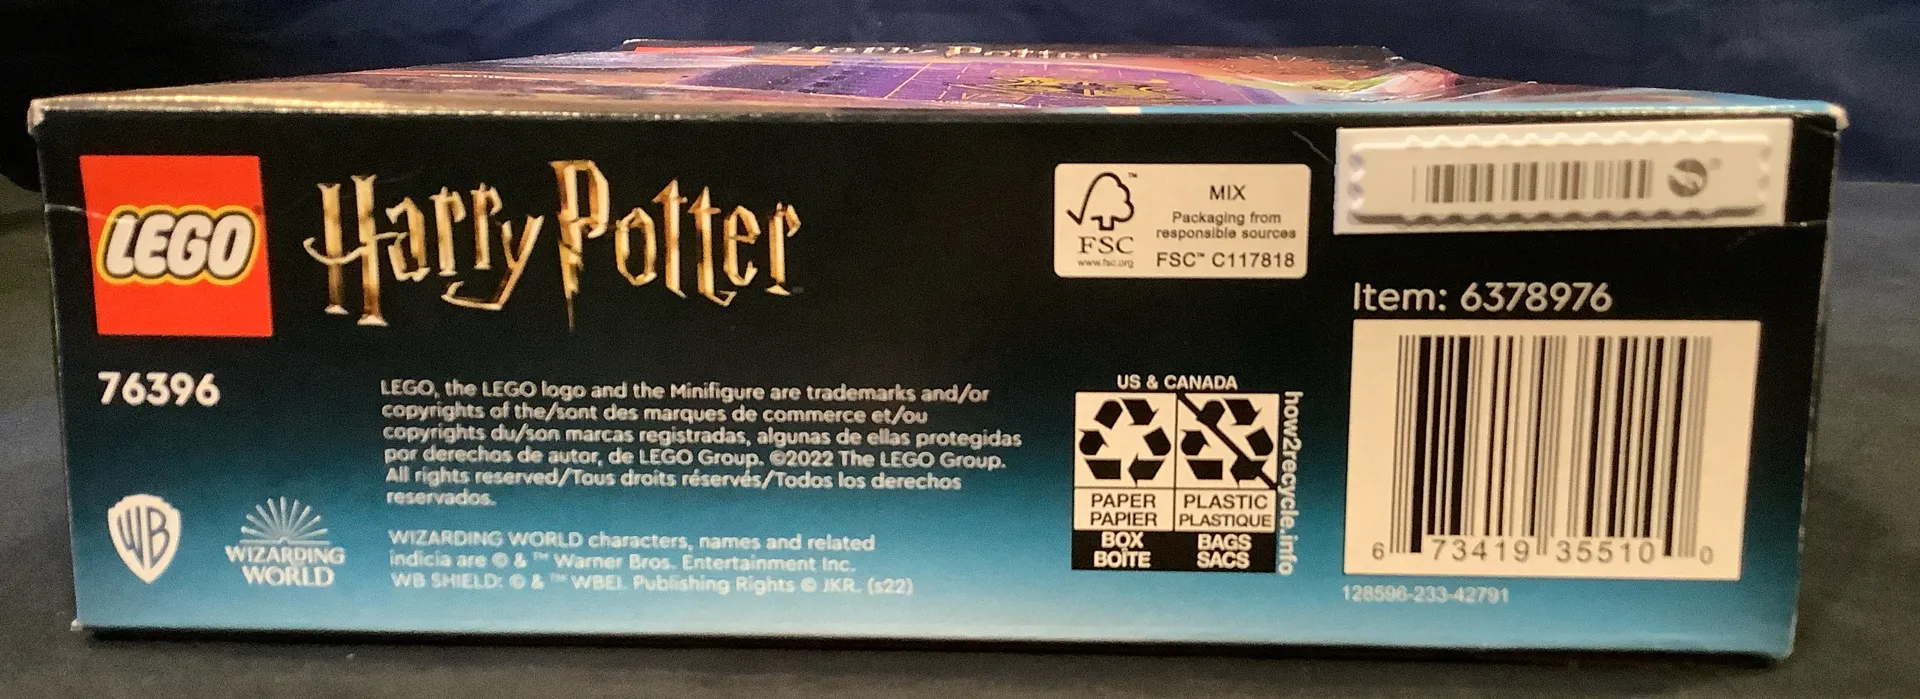 Harry Potter
LEGO
Harry Potter
76396
LEGO, the LEGO logo and the Minifigure are trademarks and/or
copyrights of the/sont des marques de commerce et/ou
copyrights du/son marcas registradas, algunas de ellas protegidas
por derechos de autor, de LEGO Group. ©2022 The LEGO Group.
All rights reserved/Tous droits réservés/Todos los derechos
reservados.
WB
WIZARDING
WORLD
WIZARDING WORLD characters, names and related
indicia are © & ™ Warner Bros. Entertainment Inc.
WB SHIELD: © & ™ WBEI. Publishing Rights © JKR. (s22)
FSC
www.fsc.org
MIX
Packaging from
responsible sources
FSC™ C117818
US & CANADA
PAPER
PAPIER
BOX
BOÎTE
PLASTIC
PLASTIQUE
BAGS
SACS
how2recycle.info
Item: 6378976
6 73419 35510 0
128596-233-42791